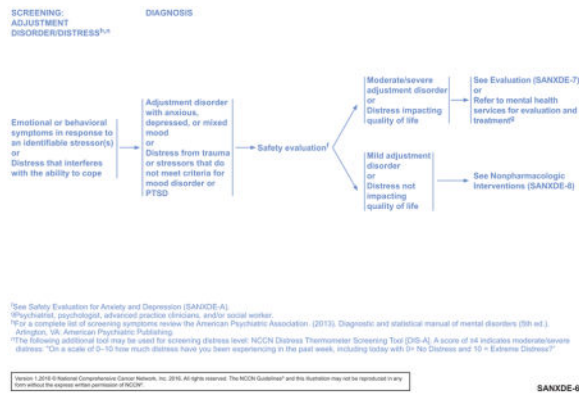 SCREENING:
ADJUSTMENT
DISORDER/DISTRESSh,n
DIAGNOSIS
Emotional or behavioral
symptoms in response to
an identifiable stressor(s)
or
Distress that interferes
with the ability to cope
Adjustment disorder
with anxious,
depressed, or mixed
mood
or
Distress from trauma
or stressors that do
not meet criteria for
mood disorder or
PTSD
Safety evaluationf
Moderate/severe
adjustment disorder
or
Distress impacting
quality of life
See Evaluation (SANXDE-7)
or
Refer to mental health
services for evaluation and
treatmentg
Mild adjustment
disorder
or
Distress not
impacting
quality of life
See Nonpharmacologic
Interventions (SANXDE-8)
fSee Safety Evaluation for Anxiety and Depression (SANXDE-A).
gPsychiatrist, psychologist, advanced practice clinicians, and/or social worker.
hFor a complete list of screening symptoms review the American Psychiatric Association. (2013). Diagnostic and statistical manual of mental disorders (5th ed.).
Arlington, VA: American Psychiatric Publishing.
nThe following additional tool may be used for screening distress level: NCCN Distress Thermometer Screening Tool [DIS-A]. A score of ≥4 indicates moderate/severe
distress: "On a scale of 0–10 how much distress have you been experiencing in the past week, including today with 0= No Distress and 10 = Extreme Distress?"
Version 1.2016 © National Comprehensive Cancer Network, Inc. 2016, All rights reserved. The NCCN Guidelines® and this illustration may not be reproduced in any
form without the express written permission of NCCN®.
SANXDE-6